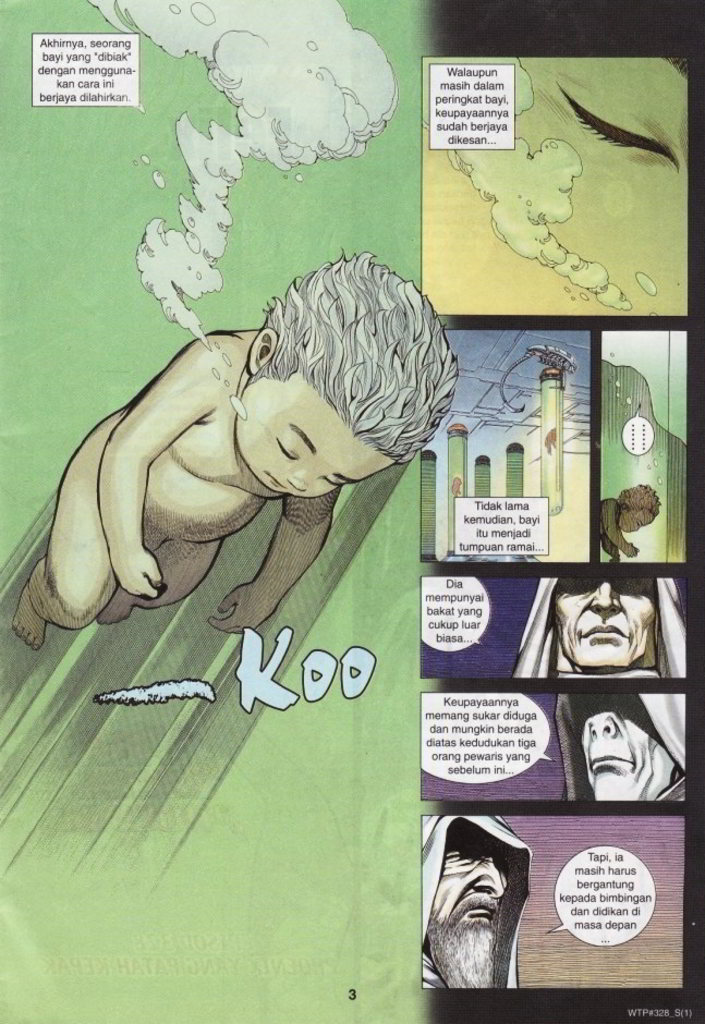 Akhirnya, seorang
bayi yang "dibiak"
dengan mengguna-
kan cara ini
berjaya dilahirkan.
Walaupun
masih dalam
peringkat bayi,
keupayaannya
sudah berjaya
dikesan...
Tidak lama
kemudian, bayi
itu menjadi
tumpuan ramai...
Koo
Dia
mempunyai
bakat yang
cukup luar
biasa...
Keupayaannya
memang sukar diduga
dan mungkin berada
diatas kedudukan tiga
orang pewaris yang
sebelum ini...
Tapi, ia
masih harus
bergantung
kepada bimbingan
dan didikan di
masa depan
...
3
WTP#328_S(1)